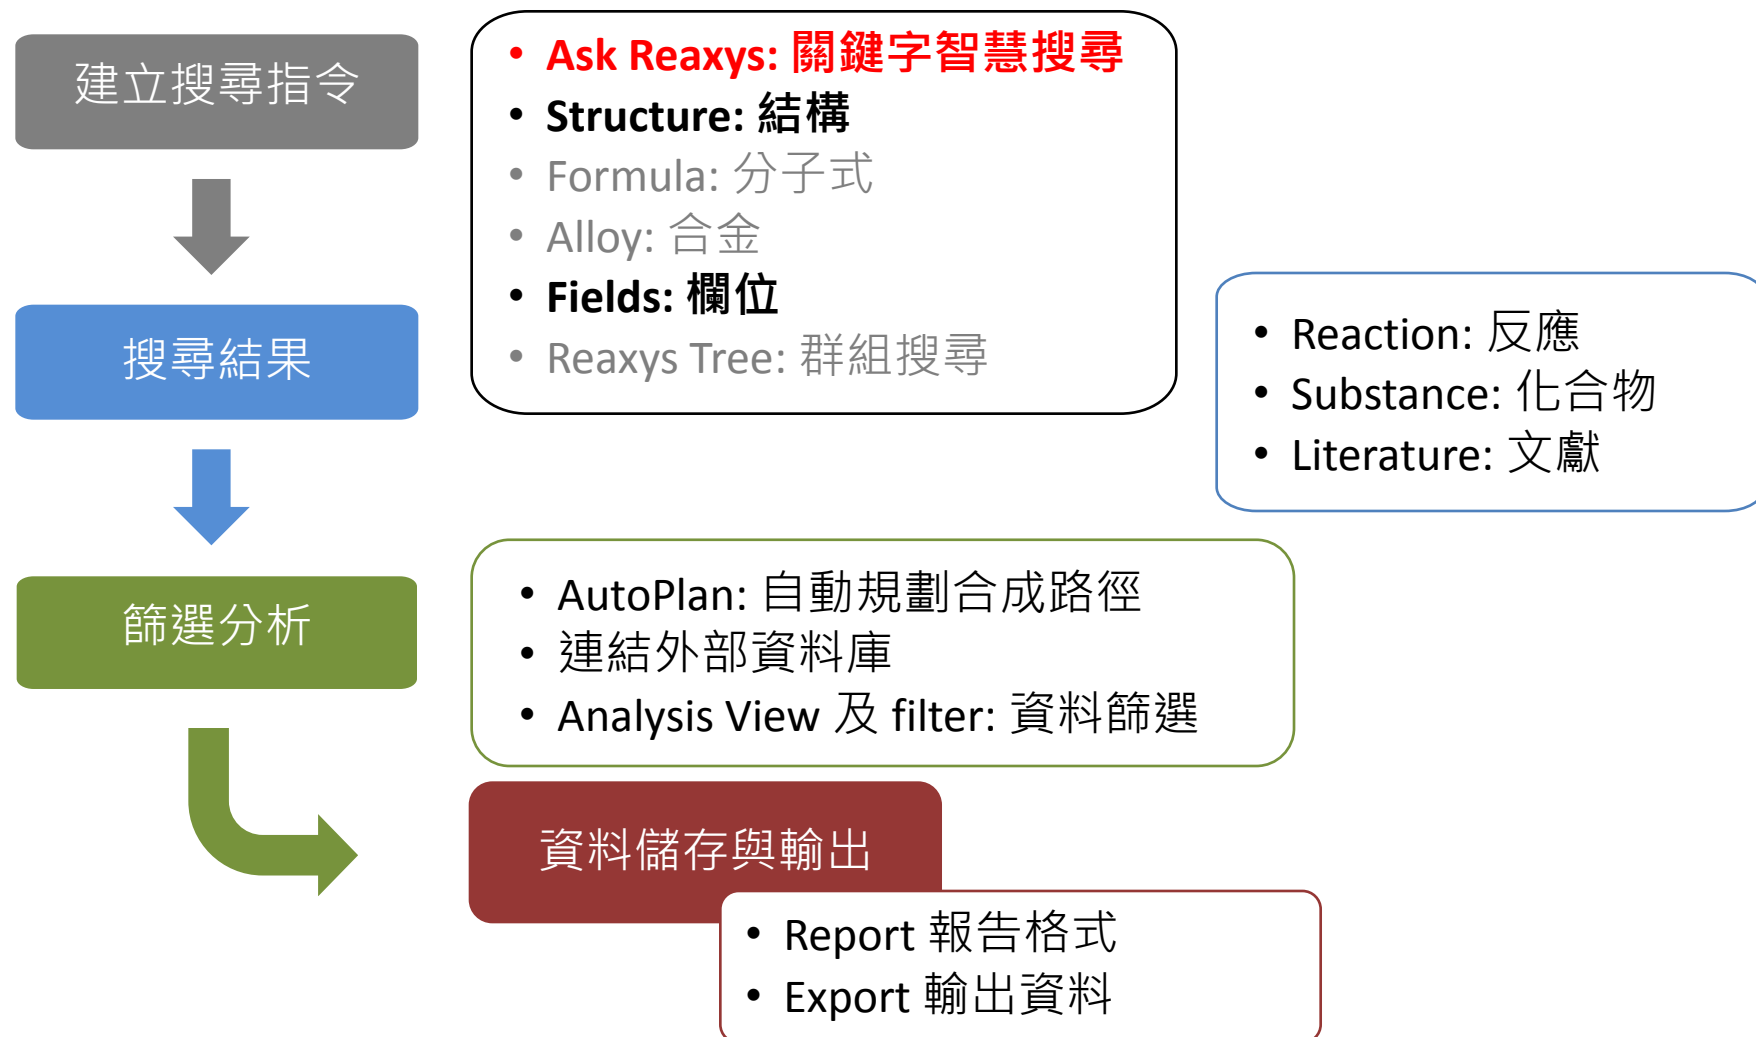 建立搜尋指令
• Ask Reaxys: 關鍵字智慧搜尋
• Structure: 結構
• Formula: 分子式
• Alloy: 合金
• Fields: 欄位
• Reaxys Tree: 群組搜尋
搜尋結果
• Reaction: 反應
• Substance: 化合物
• Literature: 文獻
篩選分析
• AutoPlan: 自動規劃合成路徑
• 連結外部資料庫
• Analysis View 及 filter: 資料篩選
資料儲存與輸出
• Report 報告格式
• Export 輸出資料